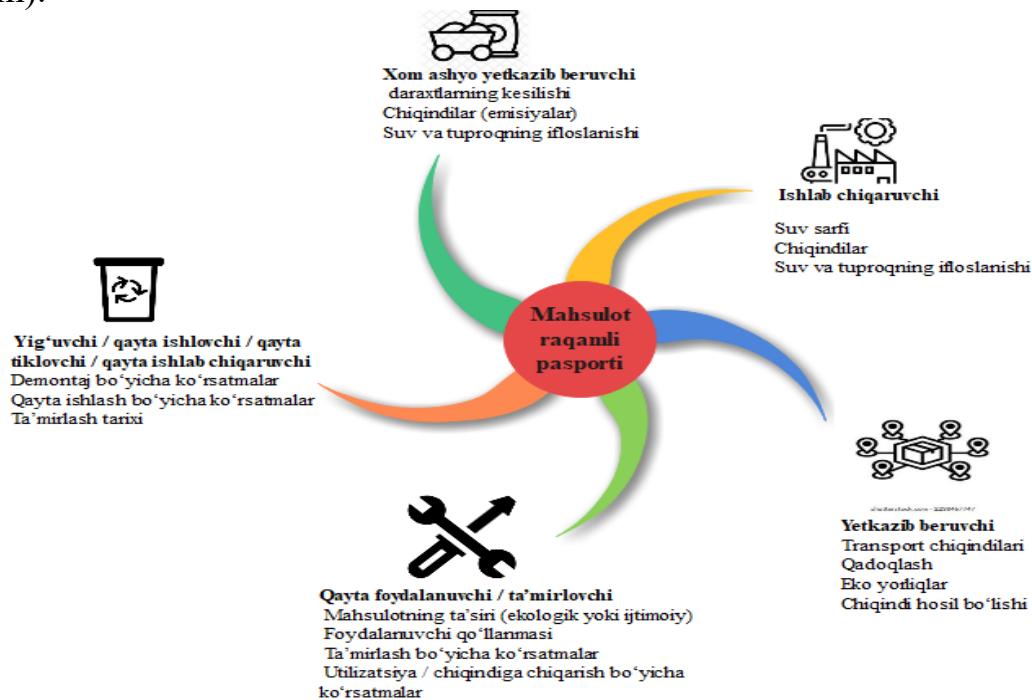 Xom ashyo yetkazib beruvchi
daraxtlarning kesilishi
Chiqindilar (emisiyalar)
Suv va tuproqning ifloslanishi
Ishlab chiqaruvchi
Suv sarfi
Chiqindilar
Suv va tuproqning ifloslanishi
Mahsulot
raqamli
pasporti
Yig‘uvchi / qayta ishlovchi / qayta
tiklovchi / qayta ishlab chiqaruvchi
Demontaj bo‘yicha ko‘rsatmalar
Qayta ishlash bo‘yicha ko‘rsatmalar
Ta’mirlash tarixi
Yetkazib beruvchi
Transport chiqindilari
Qadoqlash
Eko yorliqlar
Chiqindi hosil bo‘lishi
Qayta foydalanuvchi / ta’mirlovchi
Mahsulotning ta’siri (ekologik yoki ijtimoiy)
Foydalanuvchi qo‘llanmasi
Ta’mirlash bo‘yicha ko‘rsatmalar
Utilizatsiya / chiqindiga chiqarish bo‘yicha
ko‘rsatmalar